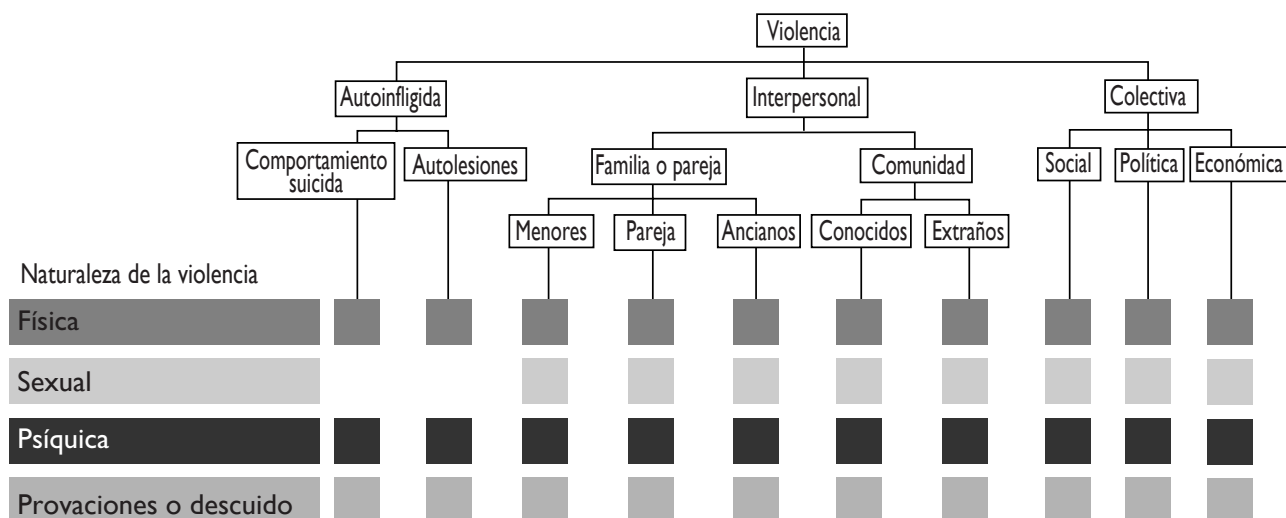 Violencia
Autoinfligida
Interpersonal
Colectiva
Comportamiento
suicida
Autolesiones
Familia o pareja
Comunidad
Social
Política
Económica
Menores
Pareja
Ancianos
Conocidos
Extraños
Naturaleza de la violencia
Física
Sexual
Psíquica
Provaciones o descuido